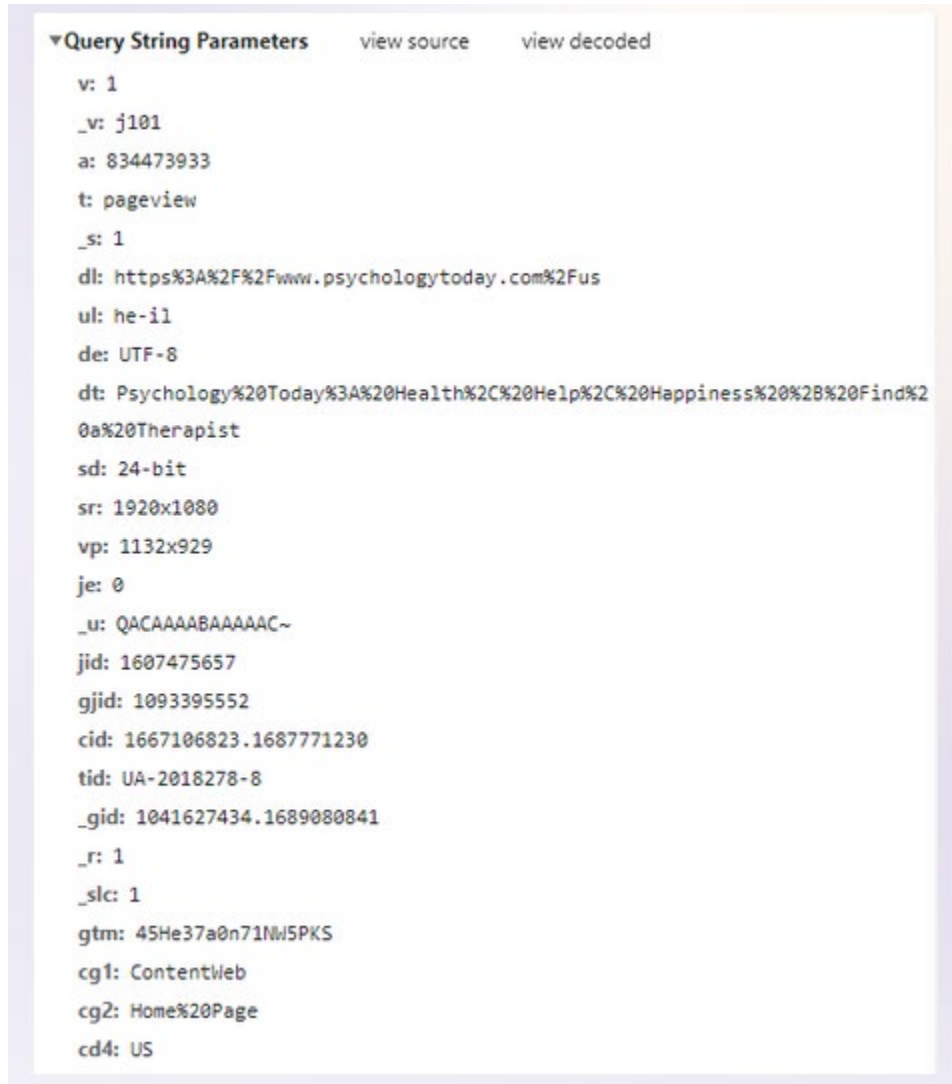 ▼Query String Parameters view source view decoded
v: 1
_v: j101
a: 834473933
t: pageview
_s: 1
dl: https%3A%2F%2Fwww.psychologytoday.com%2Fus
ul: he-il
de: UTF-8
dt: Psychology%20Today%3A%20Health%2C%20Help%2C%20Happiness%20%2B%20Find%2
0a%20Therapist
sd: 24-bit
sr: 1920x1080
vp: 1132x929
je: 0
_u: QACAAAABAAAAAC~
jid: 1607475657
gjid: 1093395552
cid: 1667106823.1687771230
tid: UA-2018278-8
_gid: 1041627434.1689080841
_r: 1
_slc: 1
gtm: 45He37a0n71NW5PKS
cg1: ContentWeb
cg2: Home%20Page
cd4: US